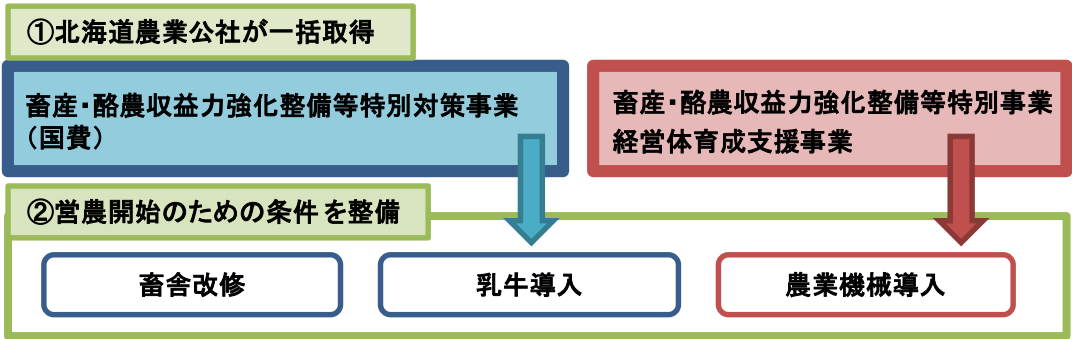 ①北海道農業公社が一括取得
畜産・酪農収益力強化整備等特別対策事業
（国費）
畜産・酪農収益力強化整備等特別事業
経営体育成支援事業
②営農開始のための条件を整備
畜舎改修
乳牛導入
農業機械導入